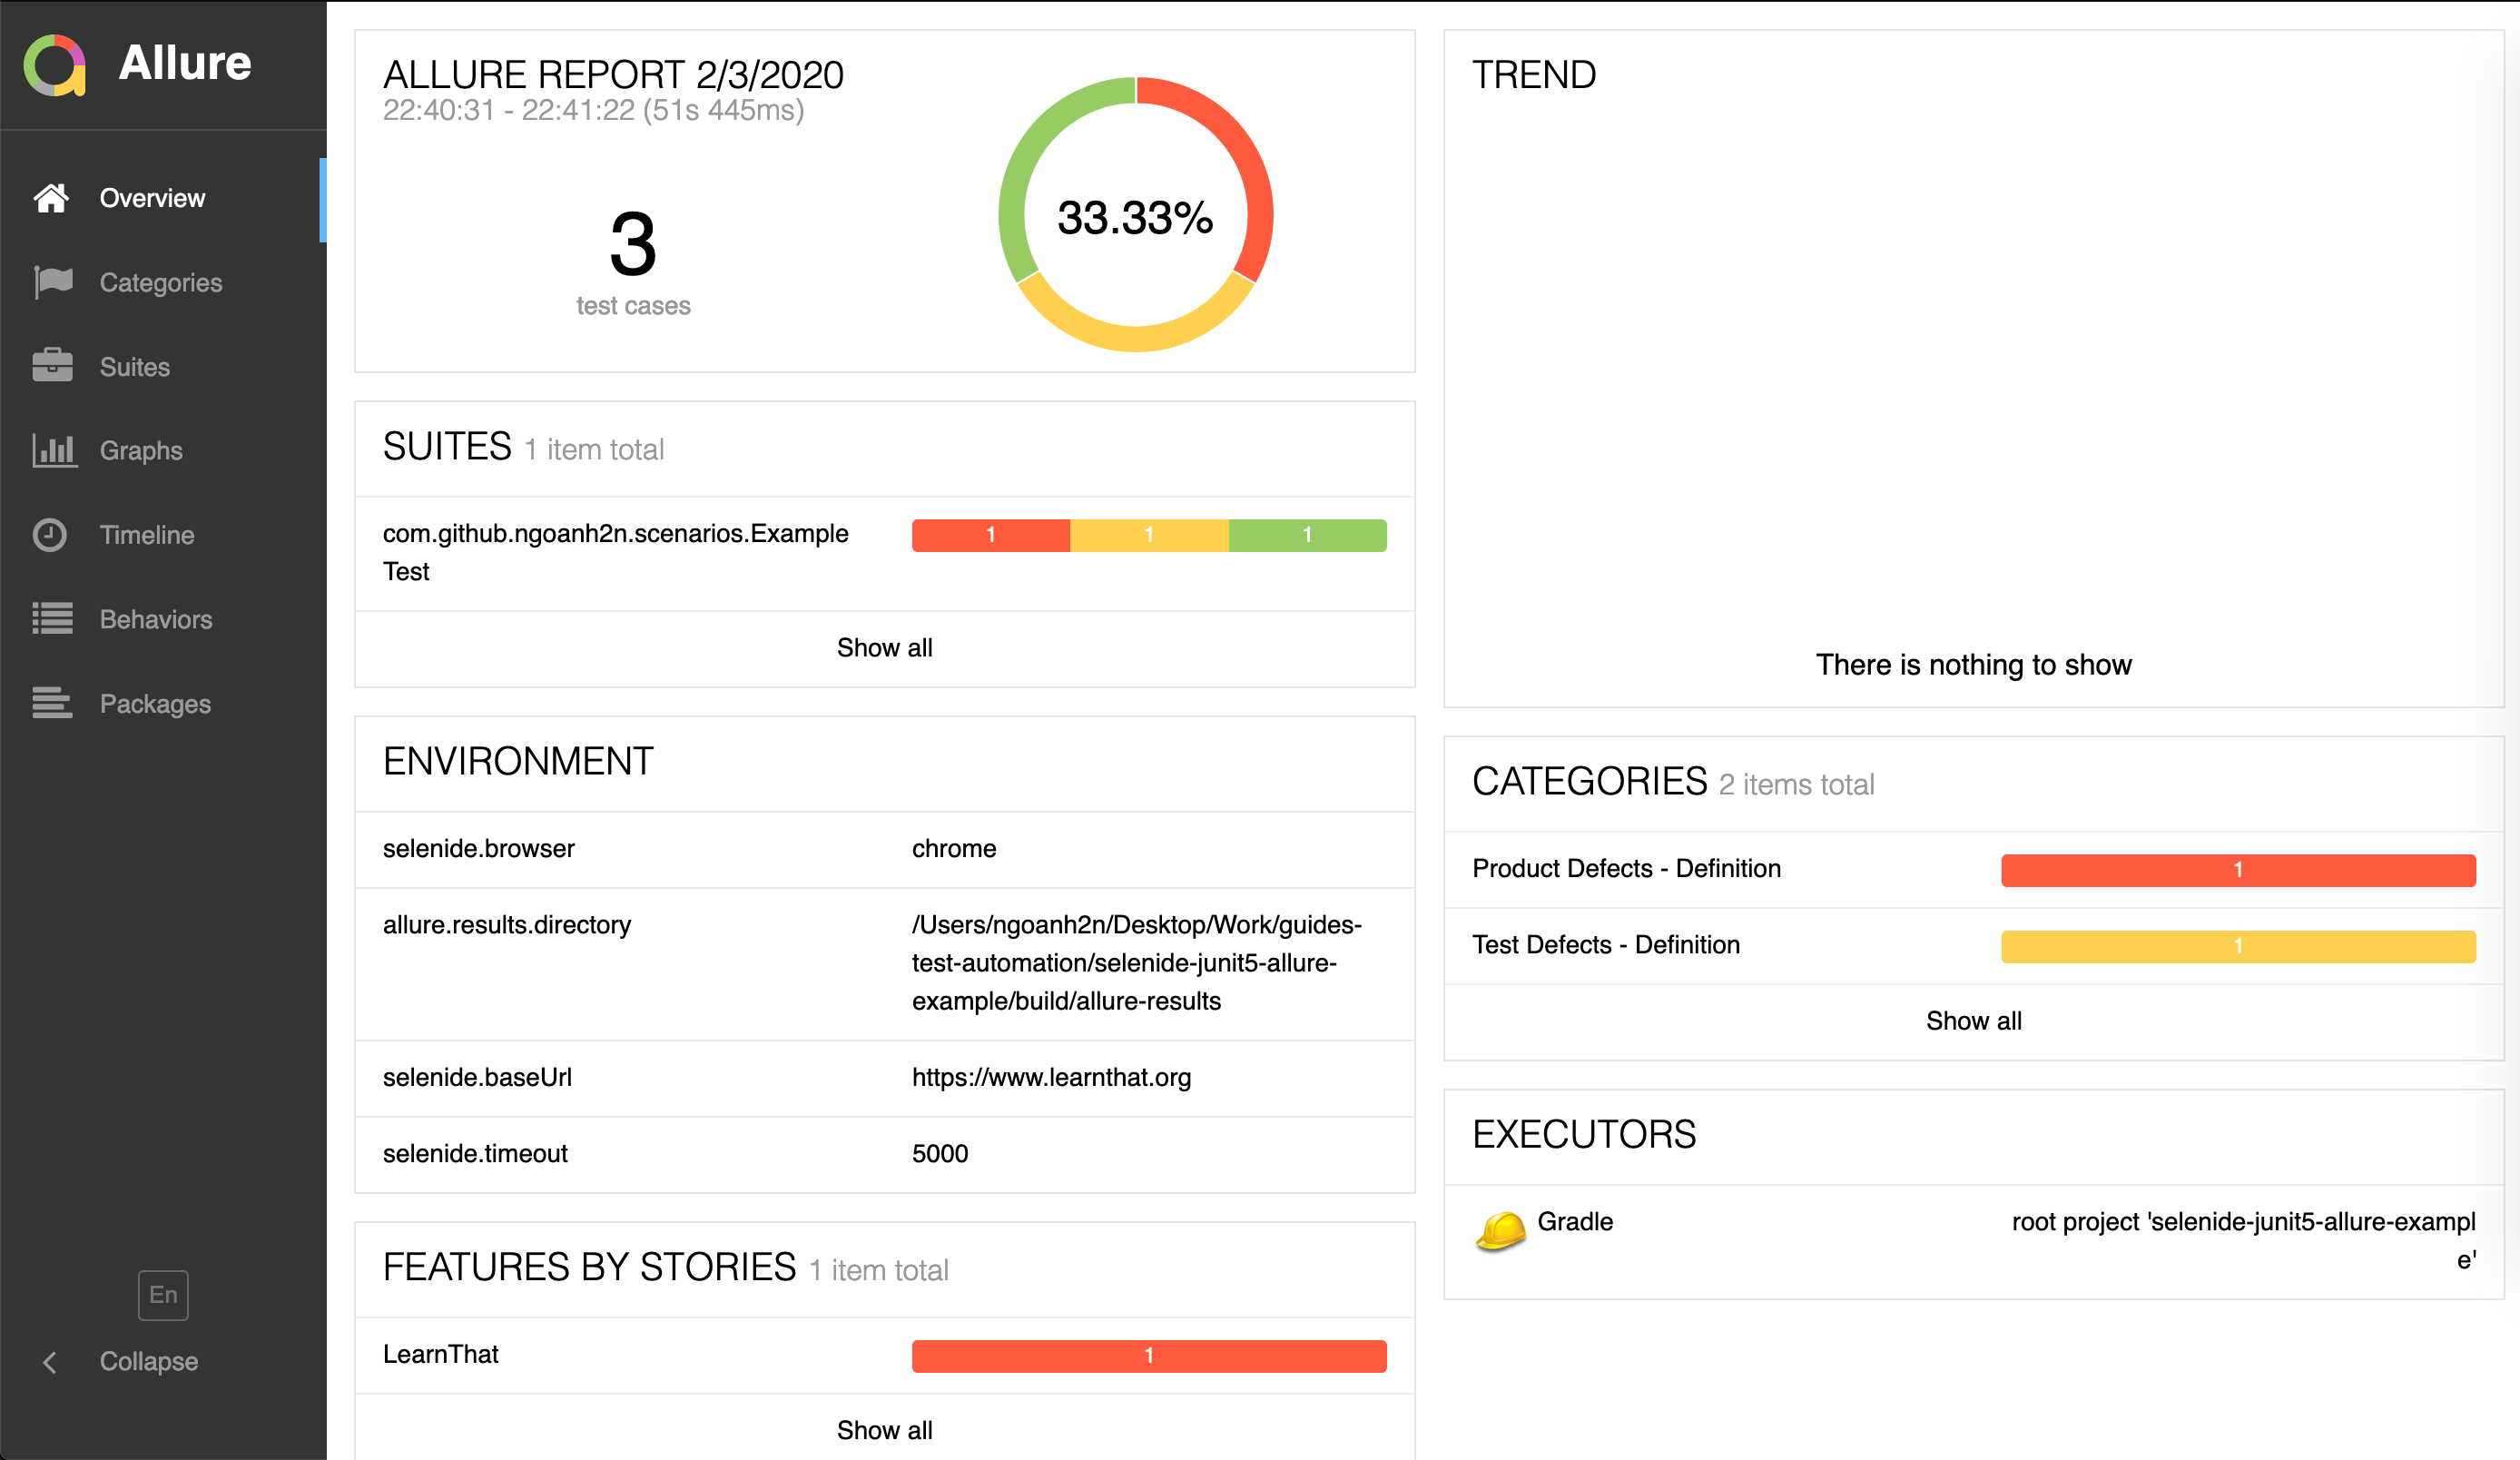 Allure
Overview
Categories
Suites
Graphs
Timeline
Behaviors
Packages
En
Collapse
ALLURE REPORT 2/3/2020
22:40:31 - 22:41:22 (51s 445ms)
3
test cases
33.33%
SUITES 1 item total
com.github.ngoanh2n.scenarios.Example
Test
1 1 1
Show all
ENVIRONMENT
selenide.browser chrome
allure.results.directory /Users/ngoanh2n/Desktop/Work/guides-
test-automation/selenide-junit5-allure-
example/build/allure-results
selenide.baseUrl https://www.learnthat.org
selenide.timeout 5000
FEATURES BY STORIES 1 item total
LearnThat 1
Show all
TREND
There is nothing to show
CATEGORIES 2 items total
Product Defects - Definition 1
Test Defects - Definition 1
Show all
EXECUTORS
Gradle root project 'selenide-junit5-allure-exampl
e'